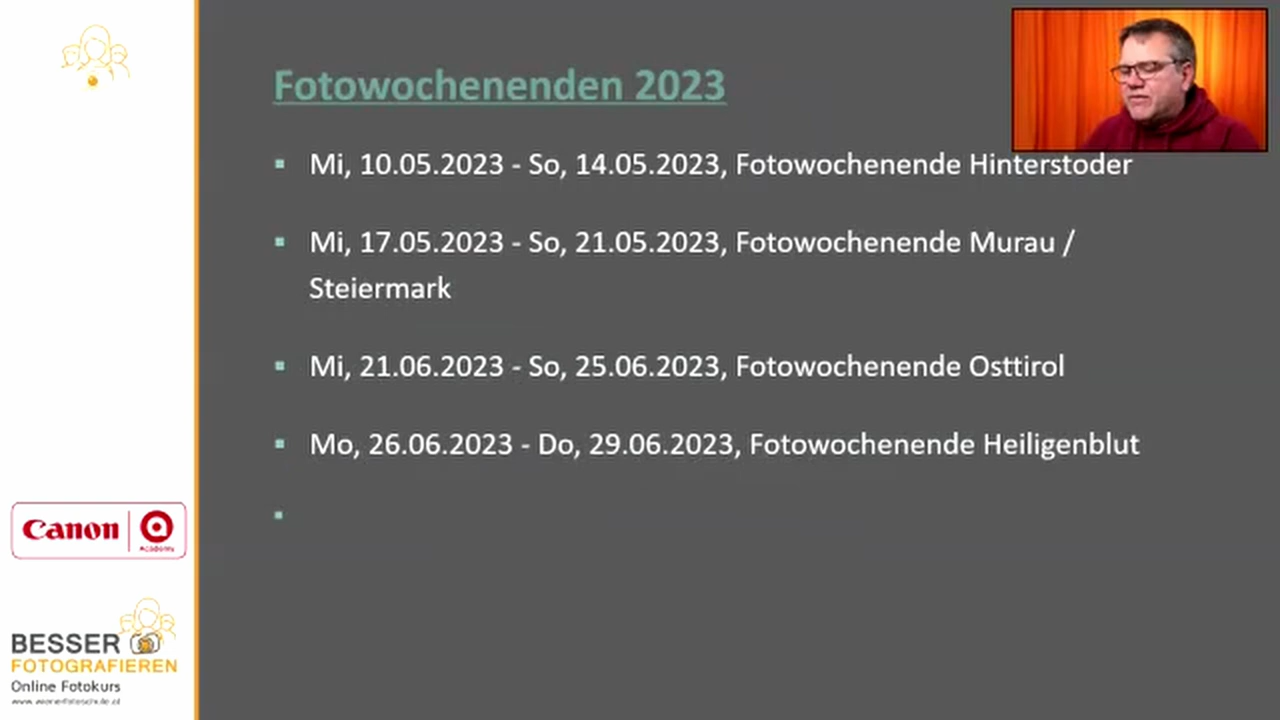 Fotowochenenden 2023
Mi, 10.05.2023 - So, 14.05.2023, Fotowochenende Hinterstoder
Mi, 17.05.2023 - So, 21.05.2023, Fotowochenende Murau /
Steiermark
Mi, 21.06.2023 - So, 25.06.2023, Fotowochenende Osttirol
Mo, 26.06.2023 - Do, 29.06.2023, Fotowochenende Heiligenblut
Canon
Academy
BESSER
FOTOGRAFIEREN
Online Fotokurs